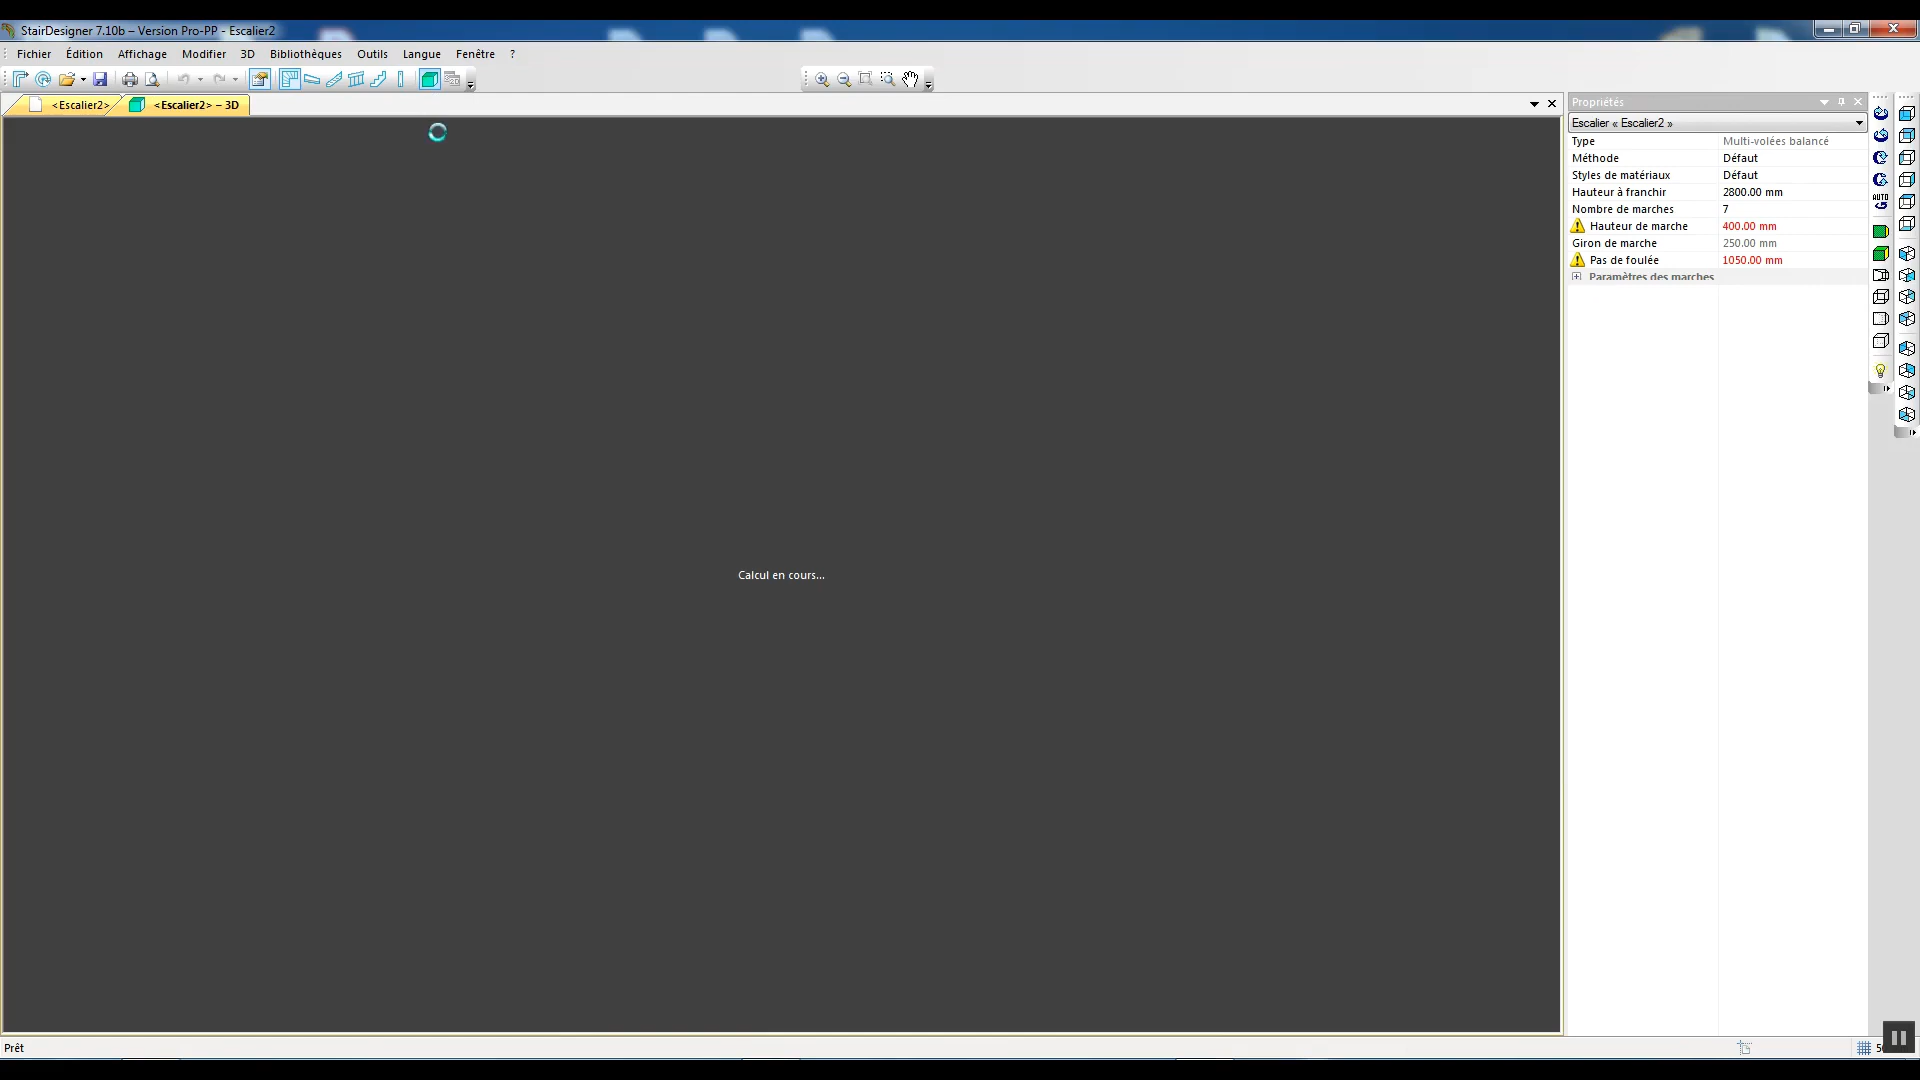 StairDesigner 7.10b – Version Pro-PP - Escalier2
Fichier Édition Affichage Modifier 3D Bibliothèques Outils Langue Fenêtre ?
<Escalier2> <Escalier2> – 3D
Propriétés
Escalier « Escalier2 »
Type Multi-volées balancé
Méthode Défaut
Styles de matériaux Défaut
Hauteur à franchir 2800.00 mm
Nombre de marches 7
Hauteur de marche 400.00 mm
Giron de marche 250.00 mm
Pas de foulée 1050.00 mm
Paramètres des marches
AUTO
Calcul en cours...
Prêt